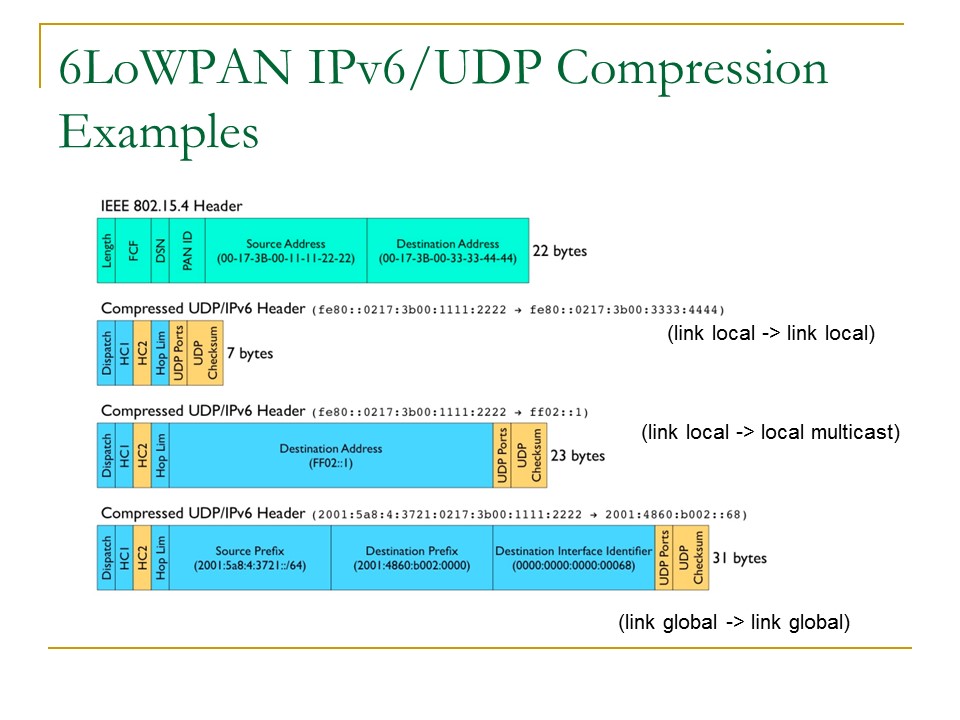 6LoWPAN IPv6/UDP Compression
Examples
IEEE 802.15.4 Header
Length
FCF
DSN
PAN ID
Source Address
(00-17-3B-00-11-11-22-22)
Destination Address
(00-17-3B-00-33-33-44-44)
22 bytes
Compressed UDP/IPv6 Header (fe80::0217:3b00:1111:2222 → fe80::0217:3b00:3333:4444)
(link local -> link local)
Dispatch
HC1
HC2
Hop Lim
UDP Ports
UDP
Checksum
7 bytes
Compressed UDP/IPv6 Header (fe80::0217:3b00:1111:2222 → ff02::1)
(link local -> local multicast)
Dispatch
HC1
HC2
Hop Lim
Destination Address
(FF02::1)
UDP Ports
UDP
Checksum
23 bytes
Compressed UDP/IPv6 Header (2001:5a8:4:3721:0217:3b00:1111:2222 → 2001:4860:b002::68)
Dispatch
HC1
HC2
Hop Lim
Source Prefix
(2001:5a8:4:3721::/64)
Destination Prefix
(2001:4860:b002:0000)
Destination Interface Identifier
(0000:0000:0000:00068)
UDP Ports
UDP
Checksum
31 bytes
(link global -> link global)